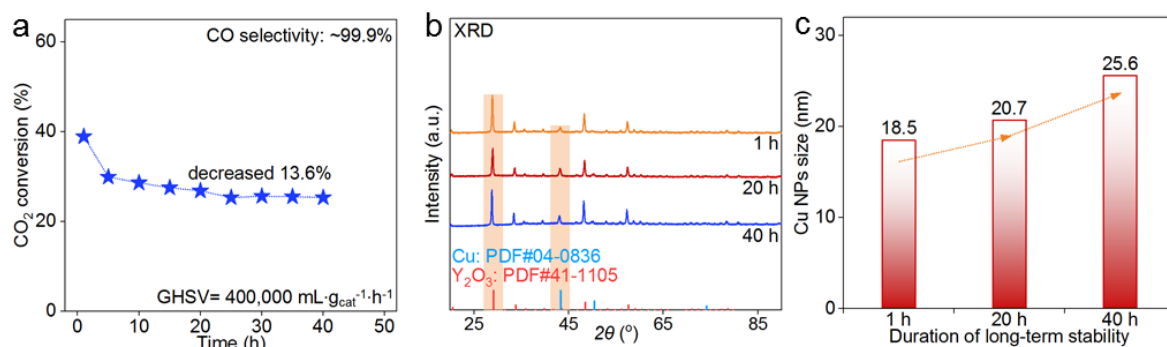 a
CO selectivity: ~99.9%
60
40
20
0
CO₂ conversion (%)
decreased 13.6%
GHSV= 400,000 mL·g_cat⁻¹·h⁻¹
0 10 20 30 40 50
Time (h)
b
XRD
Intensity (a.u.)
1 h
20 h
40 h
Cu: PDF#04-0836
Y₂O₃: PDF#41-1105
25 45 65 85
2θ (°)
c
30
20
10
0
Cu NPs size (nm)
18.5
20.7
25.6
1 h 20 h 40 h
Duration of long-term stability